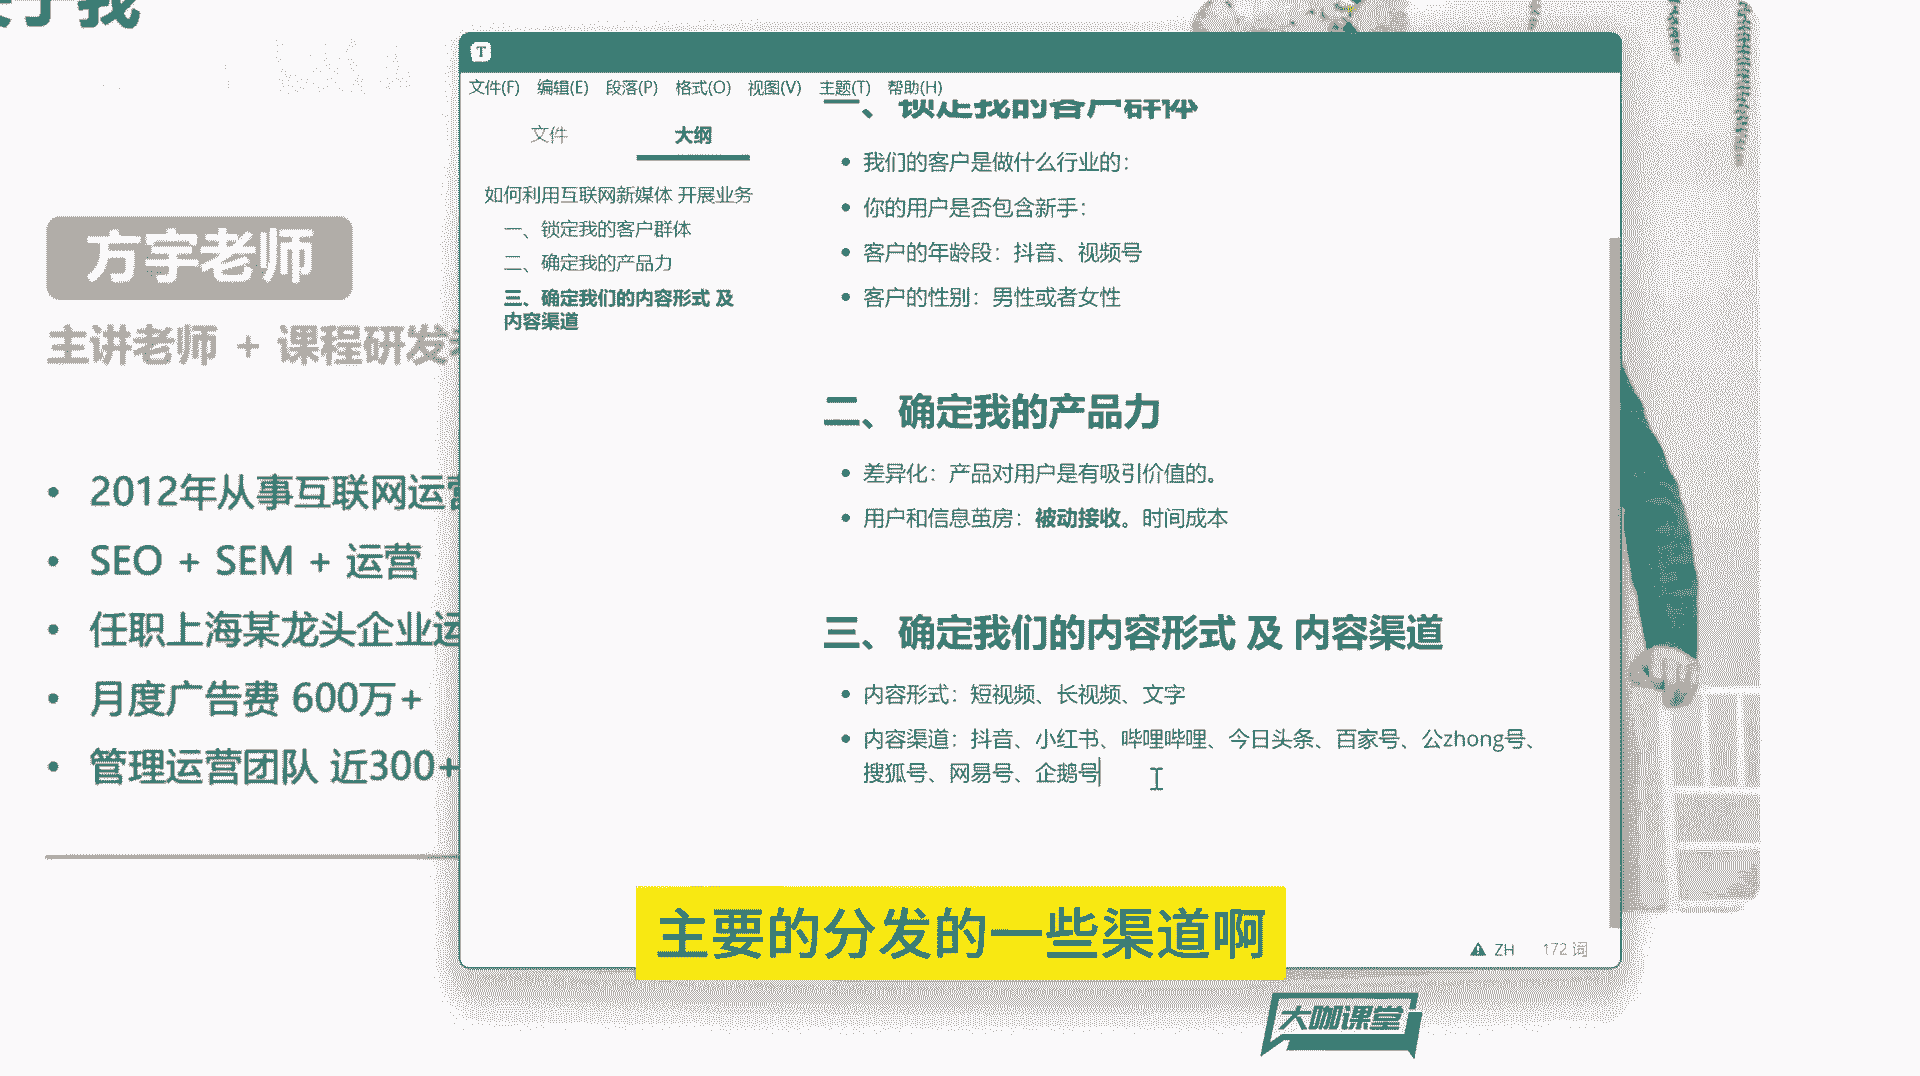 关于我
方宇老师
主讲老师 + 课程研发
2012年从事互联网运营
SEO + SEM + 运营
任职上海某龙头企业运
月度广告费 600万+
管理运营团队 近300+
T
文件(F) 编辑(E) 段落(P) 格式(O) 视图(V) 主题(T) 帮助(H)
文件 大纲
如何利用互联网新媒体 开展业务
一、锁定我的客户群体
二、确定我的产品力
三、确定我们的内容形式 及
内容渠道
一、锁定我的客户群体
我们的客户是做什么行业的：
你的用户是否包含新手：
客户的年龄段：抖音、视频号
客户的性别：男性或者女性
二、确定我的产品力
差异化：产品对用户是有吸引价值的。
用户和信息茧房：被动接收。时间成本
三、确定我们的内容形式 及 内容渠道
内容形式：短视频、长视频、文字
内容渠道：抖音、小红书、哔哩哔哩、今日头条、百家号、公zhong号、
搜狐号、网易号、企鹅号
ZH 172 词
主要的分发的一些渠道啊
大咖课堂